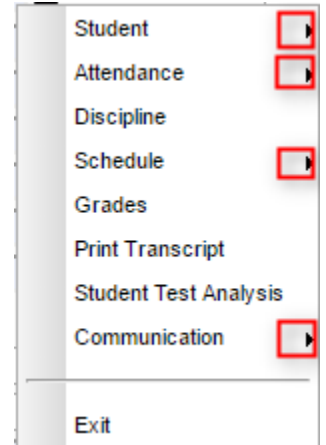 Student
Attendance
Discipline
Schedule
Grades
Print Transcript
Student Test Analysis
Communication
Exit